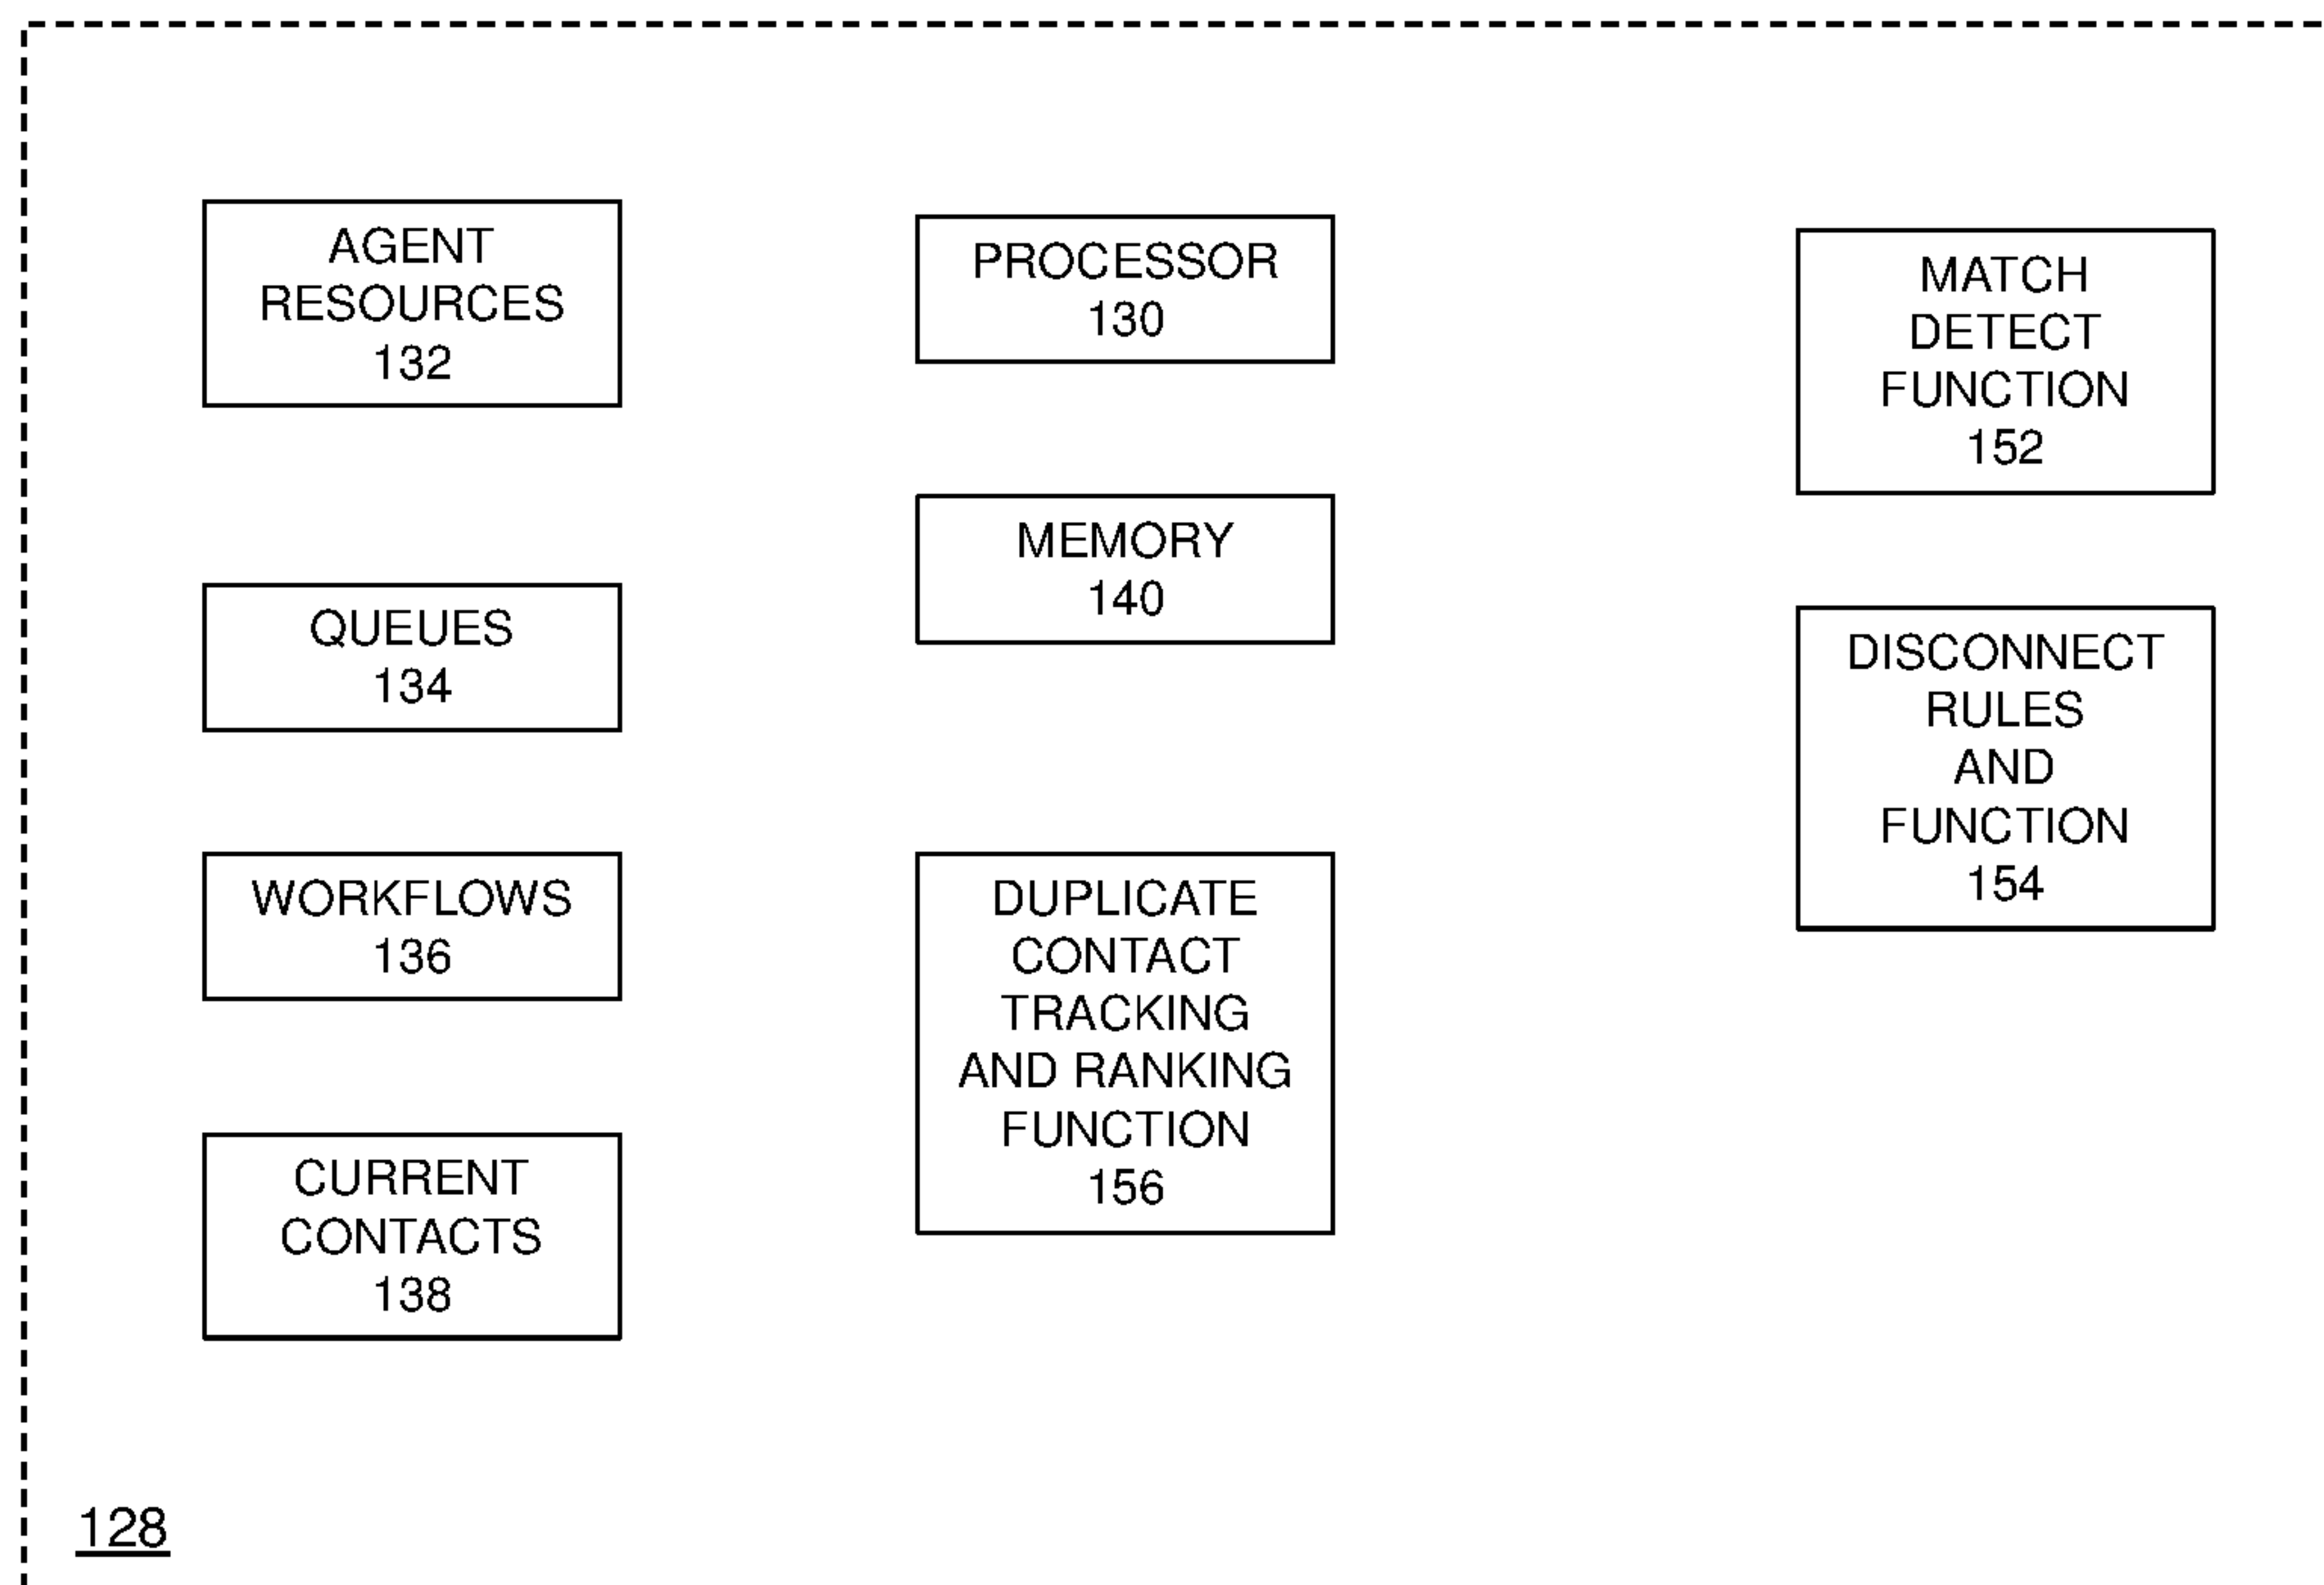 AGENT
RESOURCES
132
QUEUES
134
WORKFLOWS
136
CURRENT
CONTACTS
138
PROCESSOR
130
MEMORY
140
DUPLICATE
CONTACT
TRACKING
AND RANKING
FUNCTION
156
MATCH
DETECT
FUNCTION
152
DISCONNECT
RULES
AND
FUNCTION
154
128